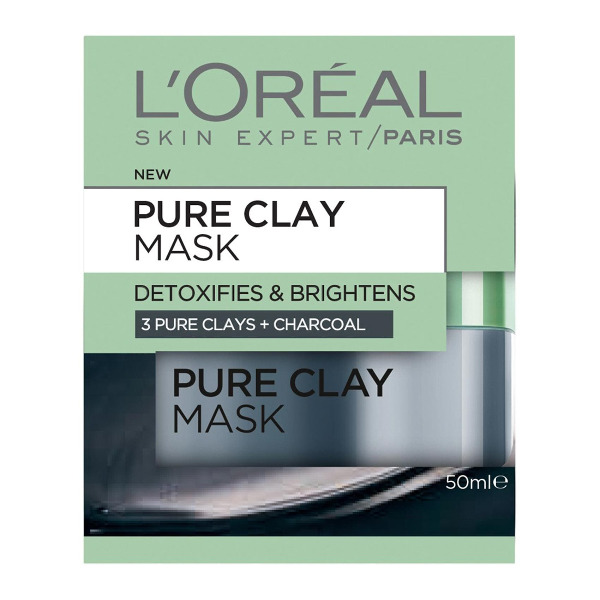 L'ORÉAL
SKIN EXPERT/PARIS
NEW
PURE CLAY
MASK
DETOXIFIES & BRIGHTENS
3 PURE CLAYS + CHARCOAL
PURE CLAY
MASK
50ml℮